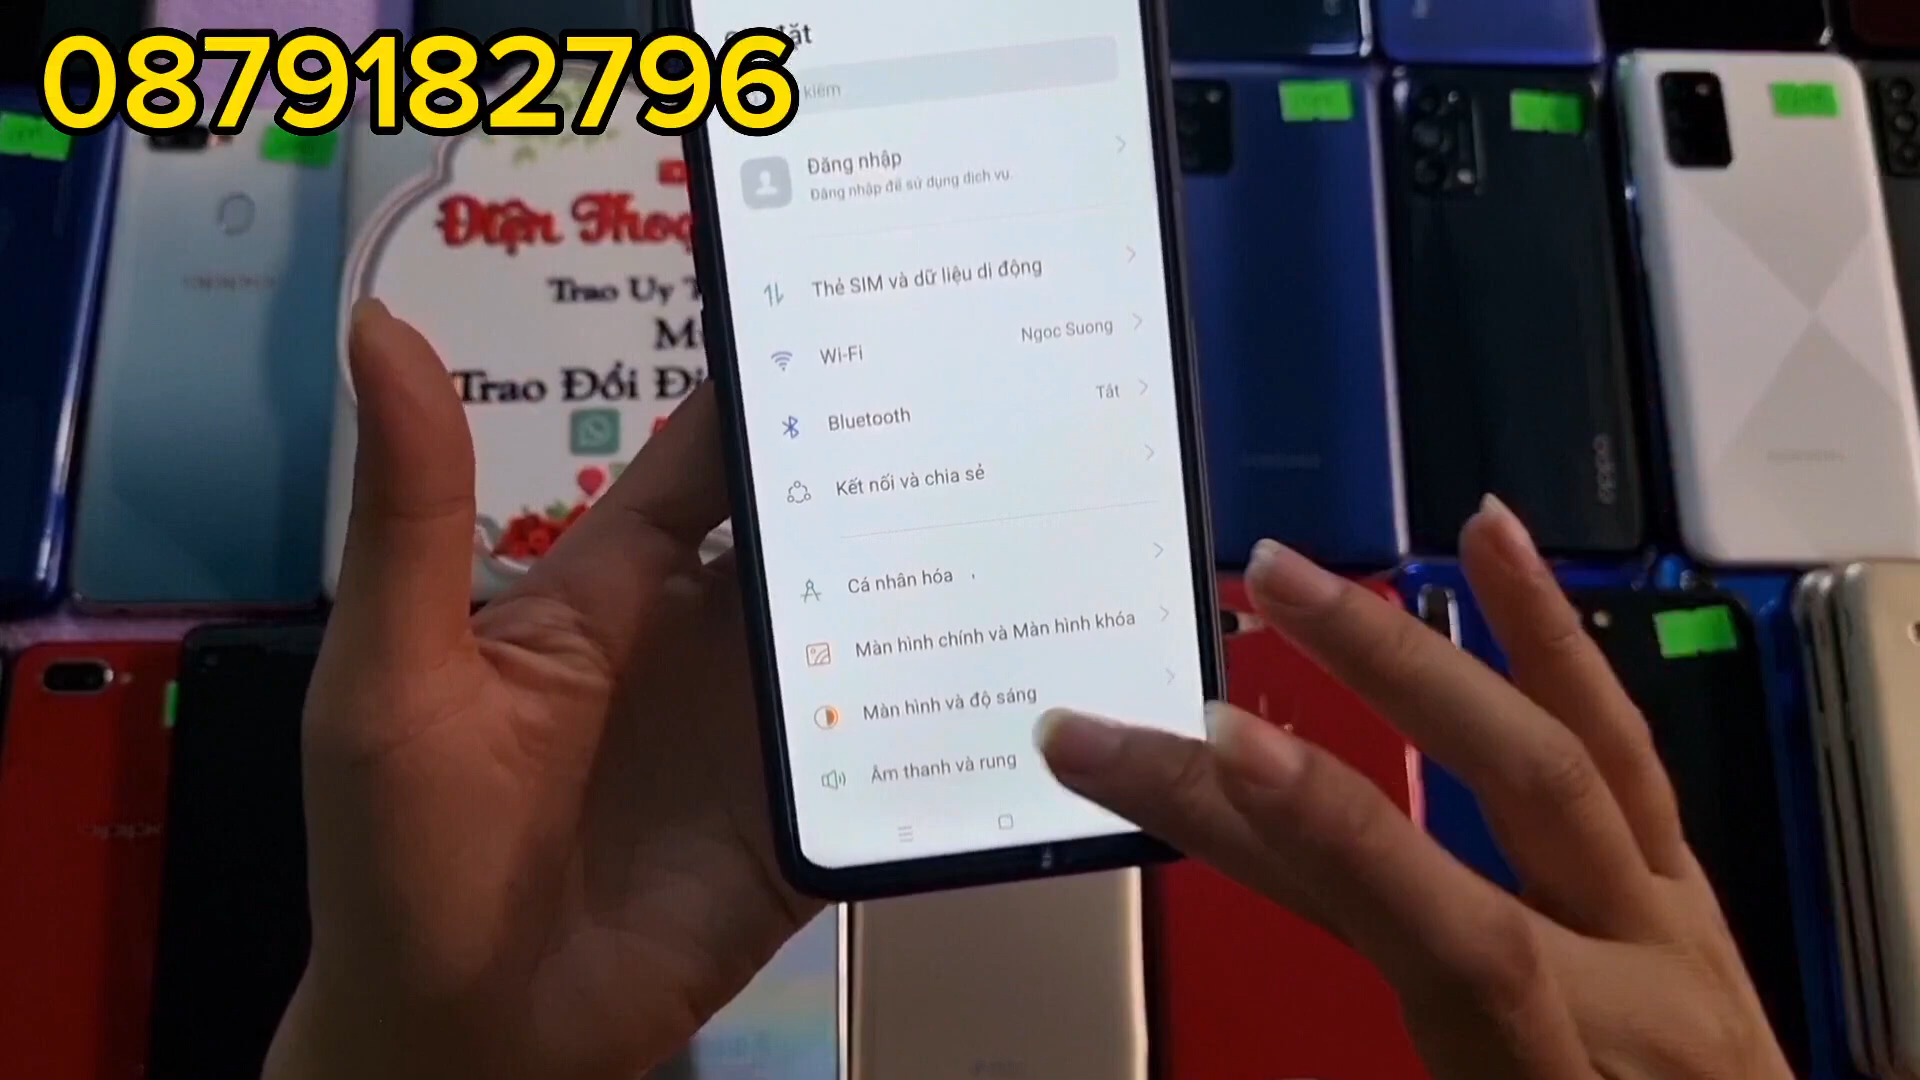 0879182796
kiếm
Đăng nhập
Đăng nhập để sử dụng dịch vụ.
Điện Thoạ
Trao Uy T
Trao Đổi Đi
Thẻ SIM và dữ liệu di động
Wi-Fi
Ngoc Suong
Bluetooth
Tắt
Kết nối và chia sẻ
Cá nhân hóa
Màn hình chính và Màn hình khóa
Màn hình và độ sáng
Âm thanh và rung
oppo